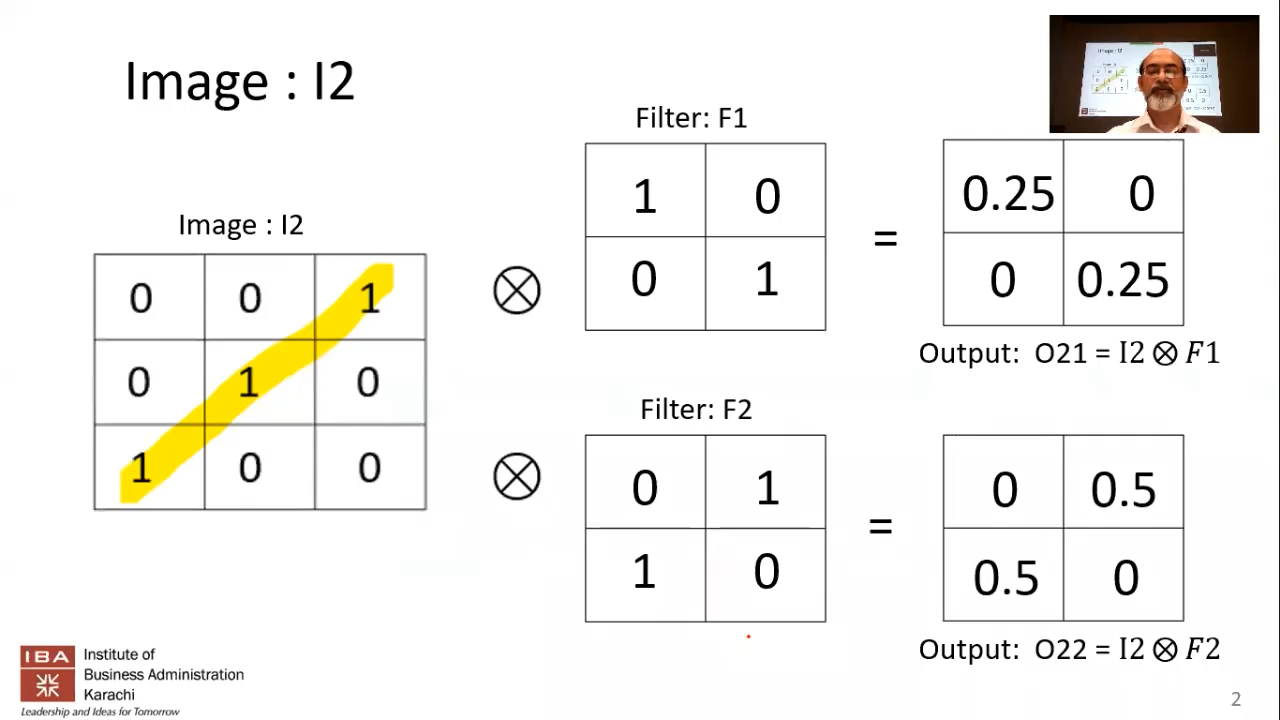 Image : I2
Filter: F1
Image : I2
0 0 1
0 1 0
1 0 0
⊗
1 0
0 1
=
0.25 0
0 0.25
Output: O21 = I2 ⊗ F1
Filter: F2
⊗
0 1
1 0
=
0 0.5
0.5 0
Output: O22 = I2 ⊗ F2
IBA
Institute of
Business Administration
Karachi
Leadership and Ideas for Tomorrow
2